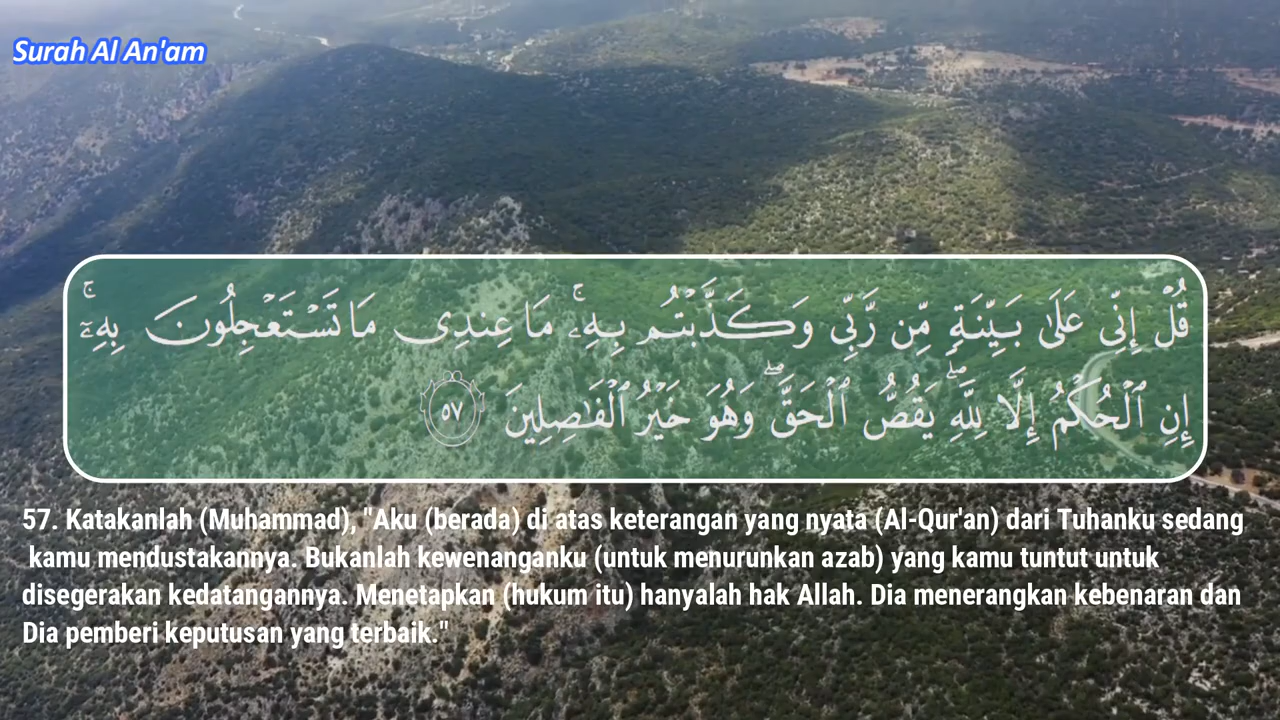 Surah Al An'am
قُلْ إِنِّى عَلَىٰ بَيِّنَةٍ مِّن رَّبِّى وَكَذَّبْتُم بِهِۦ ۚ مَا عِندِى مَا تَسْتَعْجِلُونَ بِهِۦٓ ۚ
إِنِ ٱلْحُكْمُ إِلَّا لِلَّهِ ۖ يَقُصُّ ٱلْحَقَّ ۖ وَهُوَ خَيْرُ ٱلْفَـٰصِلِينَ ٥٧
57. Katakanlah (Muhammad), "Aku (berada) di atas keterangan yang nyata (Al-Qur'an) dari Tuhanku sedang
kamu mendustakannya. Bukanlah kewenanganku (untuk menurunkan azab) yang kamu tuntut untuk
disegerakan kedatangannya. Menetapkan (hukum itu) hanyalah hak Allah. Dia menerangkan kebenaran dan
Dia pemberi keputusan yang terbaik."